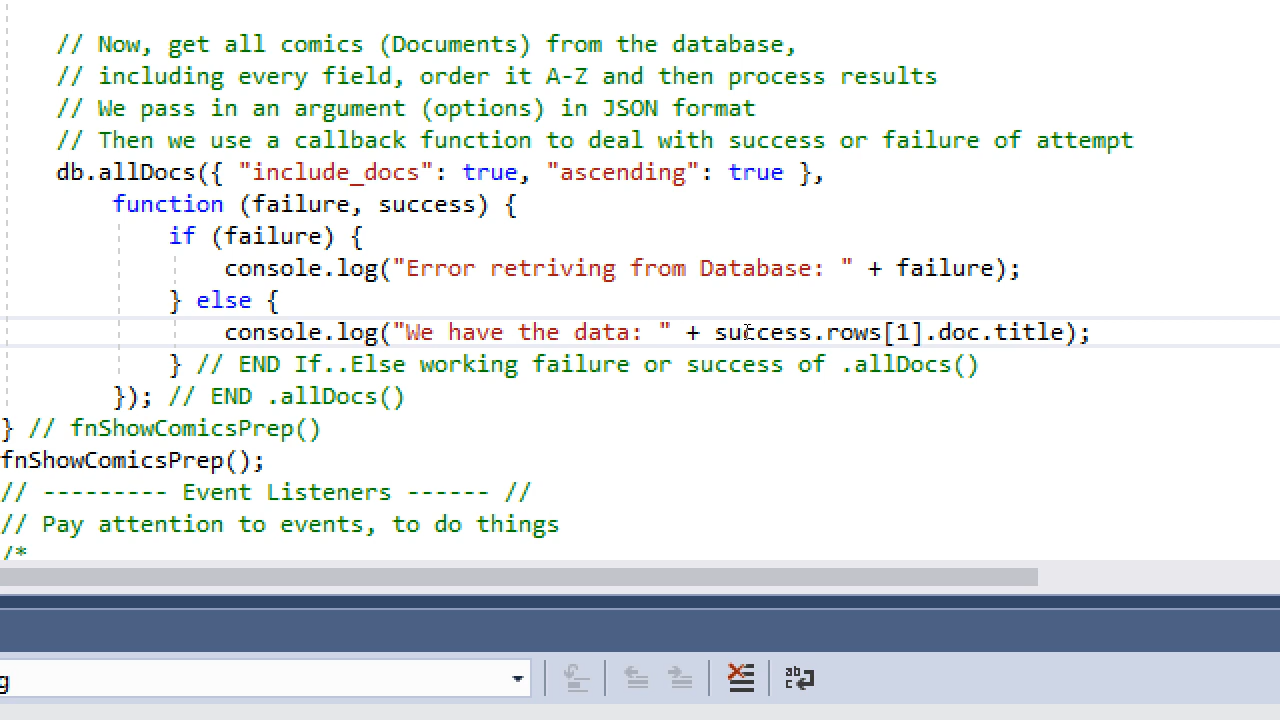 // Now, get all comics (Documents) from the database,
// including every field, order it A-Z and then process results
// We pass in an argument (options) in JSON format
// Then we use a callback function to deal with success or failure of attempt
db.allDocs({ "include_docs": true, "ascending": true },
function (failure, success) {
if (failure) {
console.log("Error retriving from Database: " + failure);
} else {
console.log("We have the data: " + success.rows[1].doc.title);
} // END If..Else working failure or success of .allDocs()
}); // END .allDocs()
} // fnShowComicsPrep()
fnShowComicsPrep();
// --------- Event Listeners ------ //
// Pay attention to events, to do things
/*
g